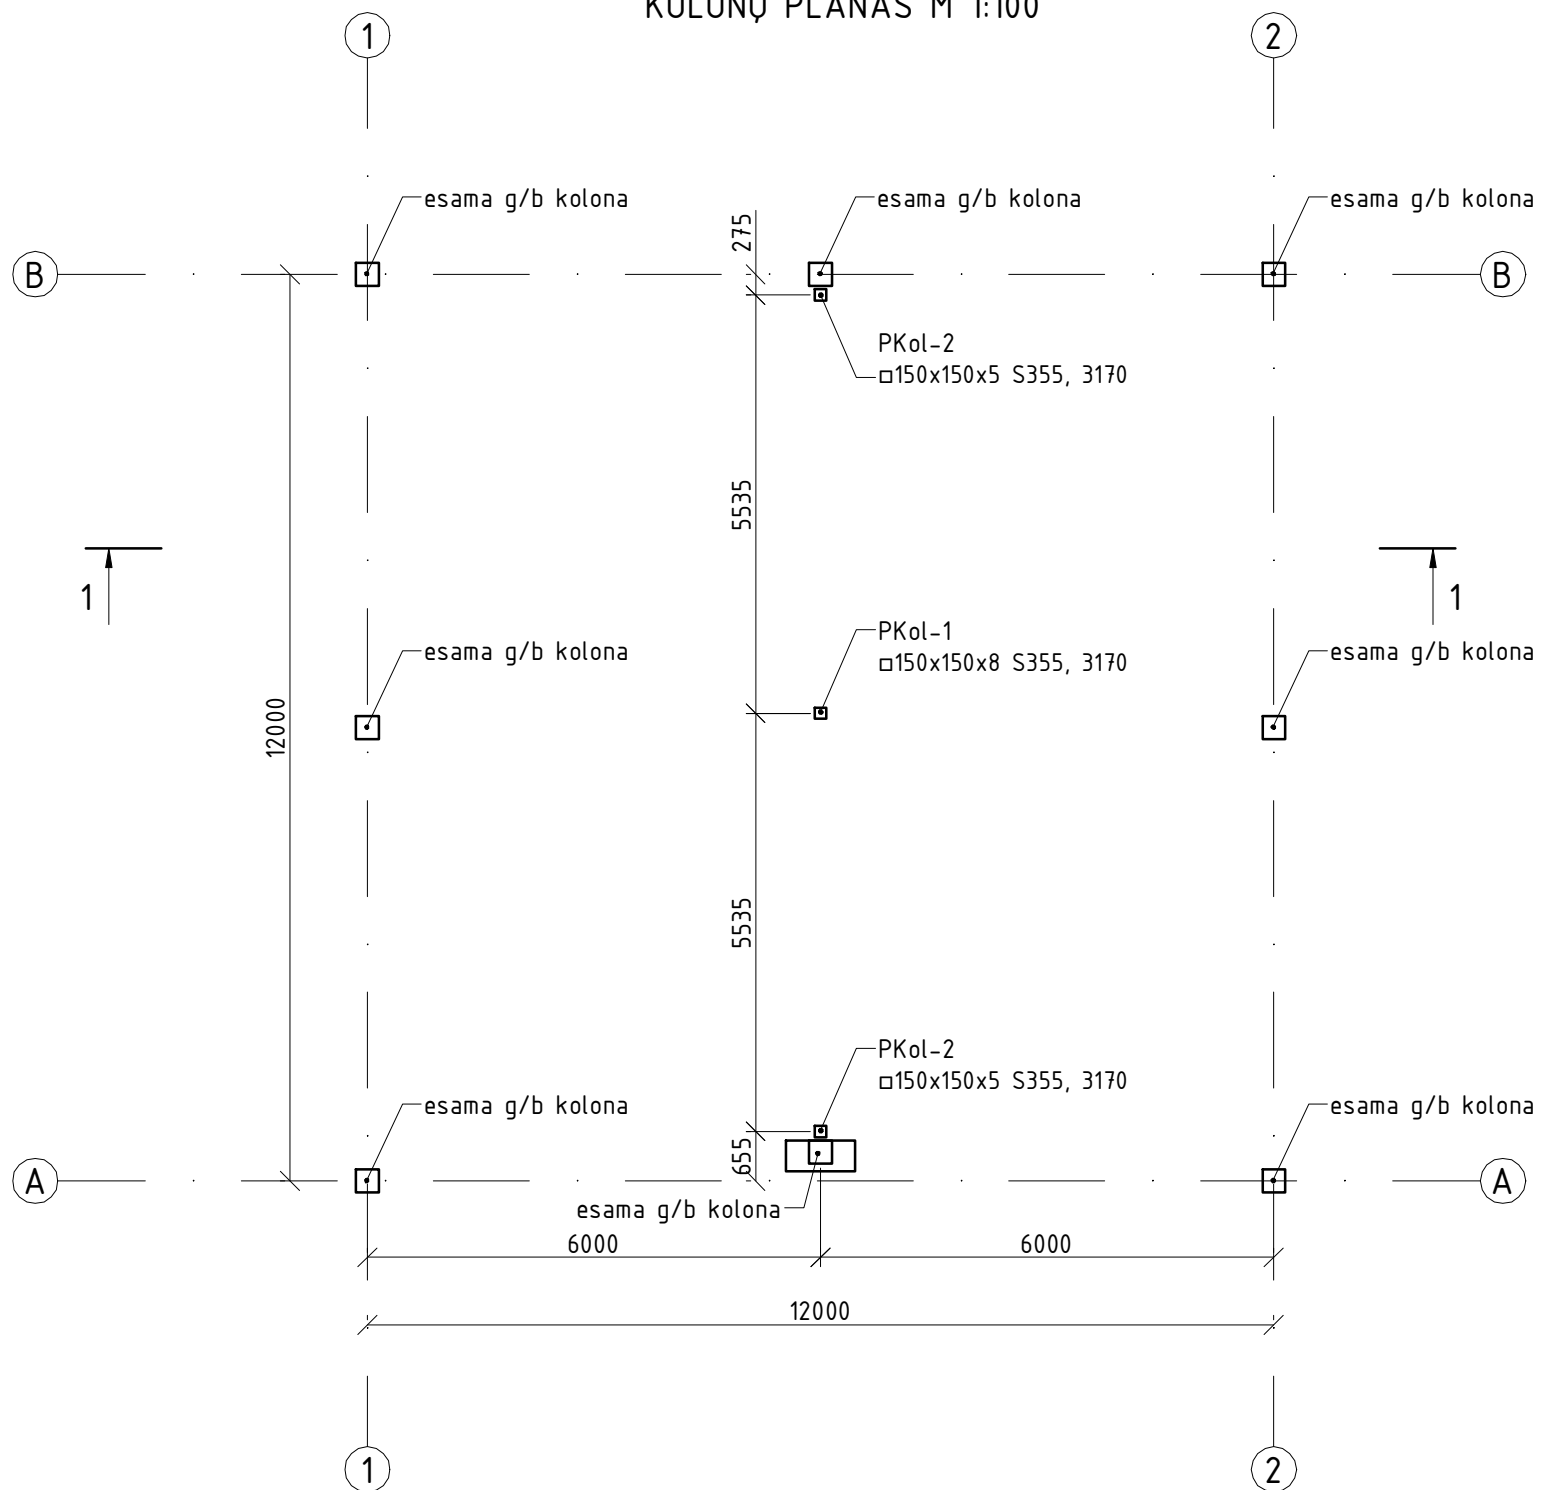 KOLONŲ PLANAS M 1:100
1
2
esama g/b kolona
esama g/b kolona
esama g/b kolona
275
B
B
PKol-2
□150x150x5 S355, 3170
5535
1
1
PKol-1
□150x150x8 S355, 3170
esama g/b kolona
esama g/b kolona
12000
5535
PKol-2
□150x150x5 S355, 3170
esama g/b kolona
esama g/b kolona
655
A
A
esama g/b kolona
6000
6000
12000
1
2